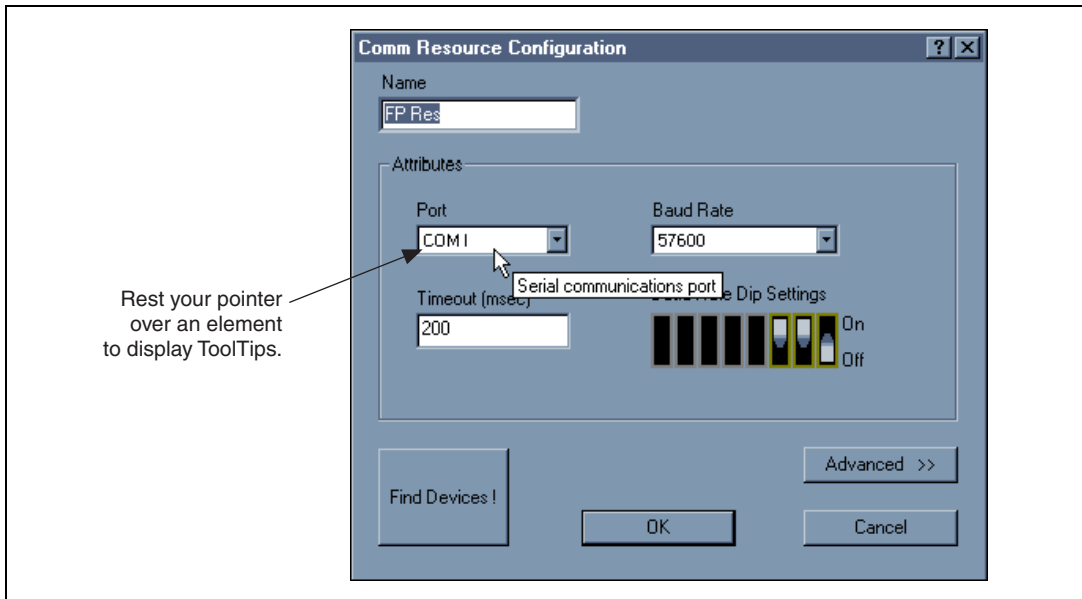 Comm Resource Configuration
Name
FP Res
Attributes
Port
Baud Rate
COM1
57600
Serial communications port
Rest your pointer
over an element
to display ToolTips.
Timeout (msec)
Dip Settings
200
On
Off
Find Devices !
Advanced >>
OK
Cancel